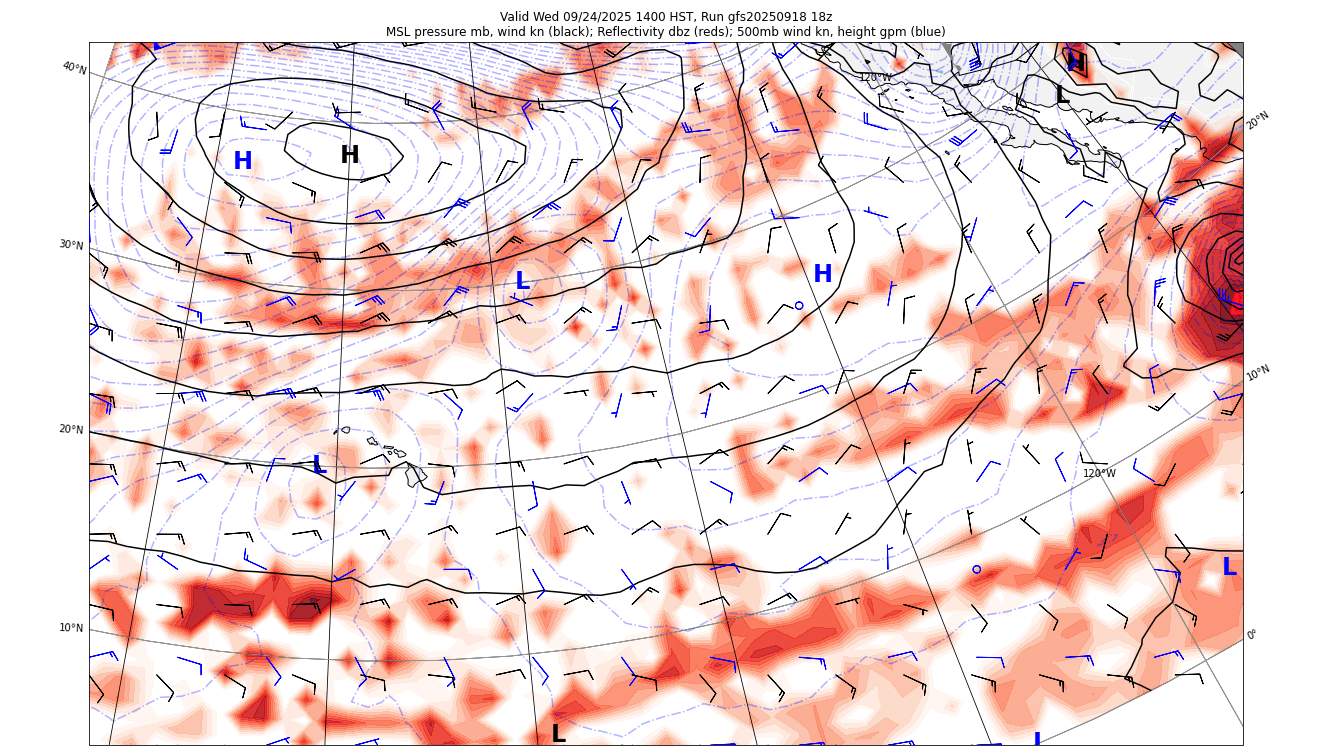 Valid Wed 09/24/2025 1400 HST, Run gfs20250918 18z
MSL pressure mb, wind kn (black); Reflectivity dbz (reds); 500mb wind kn, height gpm (blue)
H
40°N
120°W
L
20°N
H
H
30°N
L
H
10°N
20°N
L
120°W
L
10°N
0°
L
L